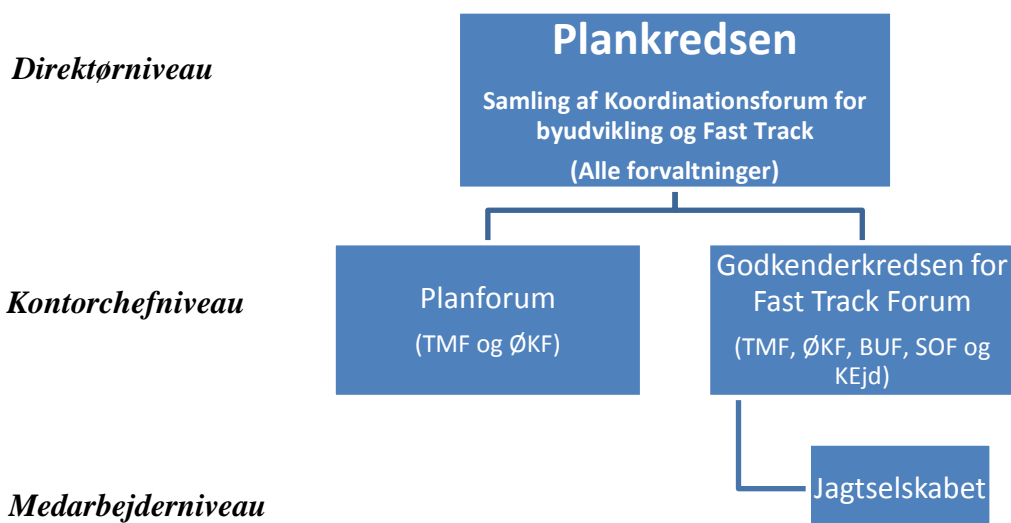 Direktørniveau
Plankredsen
Samling af Koordinationsforum for
byudvikling og Fast Track
(Alle forvaltninger)
Kontorchefniveau
Planforum
(TMF og ØKF)
Godkenderkredsen for
Fast Track Forum
(TMF, ØKF, BUF, SOF og
KEjd)
Medarbejderniveau
Jagtselskabet